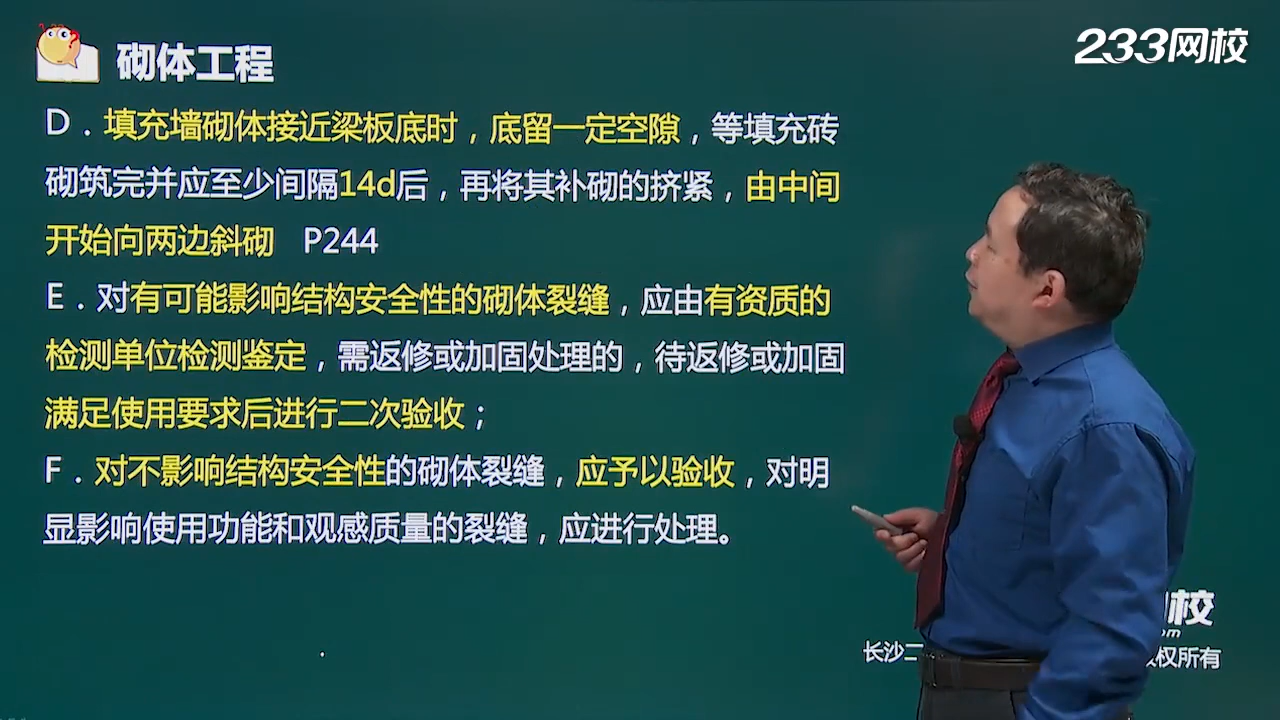 233网校
砌体工程
D．填充墙砌体接近梁板底时，底留一定空隙，等填充砖
砌筑完并应至少间隔14d后，再将其补砌的挤紧，由中间
开始向两边斜砌 P244
E．对有可能影响结构安全性的砌体裂缝，应由有资质的
检测单位检测鉴定，需返修或加固处理的，待返修或加固
满足使用要求后进行二次验收；
F．对不影响结构安全性的砌体裂缝，应予以验收，对明
显影响使用功能和观感质量的裂缝，应进行处理。
校
长沙二 权所有